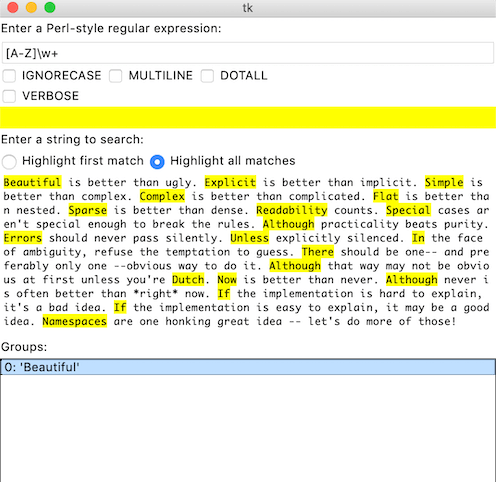 tk
Enter a Perl-style regular expression:
[A-Z]\w+
IGNORECASE MULTILINE DOTALL
VERBOSE
Enter a string to search:
Highlight first match Highlight all matches
Beautiful is better than ugly. Explicit is better than implicit. Simple is
better than complex. Complex is better than complicated. Flat is better tha
n nested. Sparse is better than dense. Readability counts. Special cases ar
en't special enough to break the rules. Although practicality beats purity.
Errors should never pass silently. Unless explicitly silenced. In the face
of ambiguity, refuse the temptation to guess. There should be one-- and pre
ferably only one --obvious way to do it. Although that way may not be obvio
us at first unless you're Dutch. Now is better than never. Although never i
s often better than *right* now. If the implementation is hard to explain,
it's a bad idea. If the implementation is easy to explain, it may be a good
idea. Namespaces are one honking great idea -- let's do more of those!
Groups:
0: 'Beautiful'